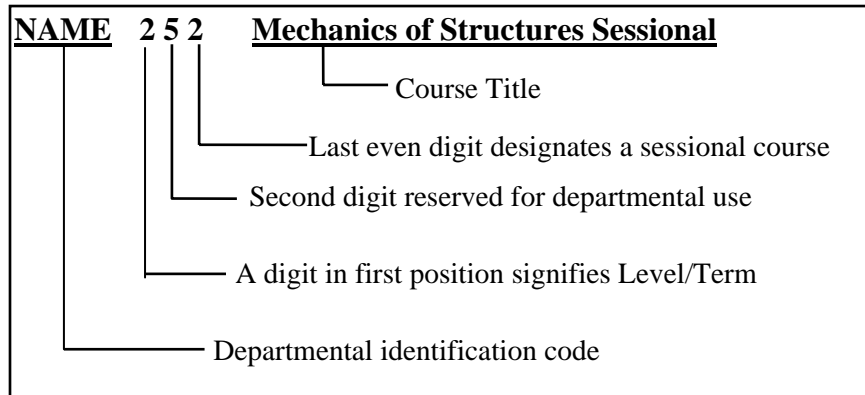 NAME 2 5 2 Mechanics of Structures Sessional
Course Title
Last even digit designates a sessional course
Second digit reserved for departmental use
A digit in first position signifies Level/Term
Departmental identification code